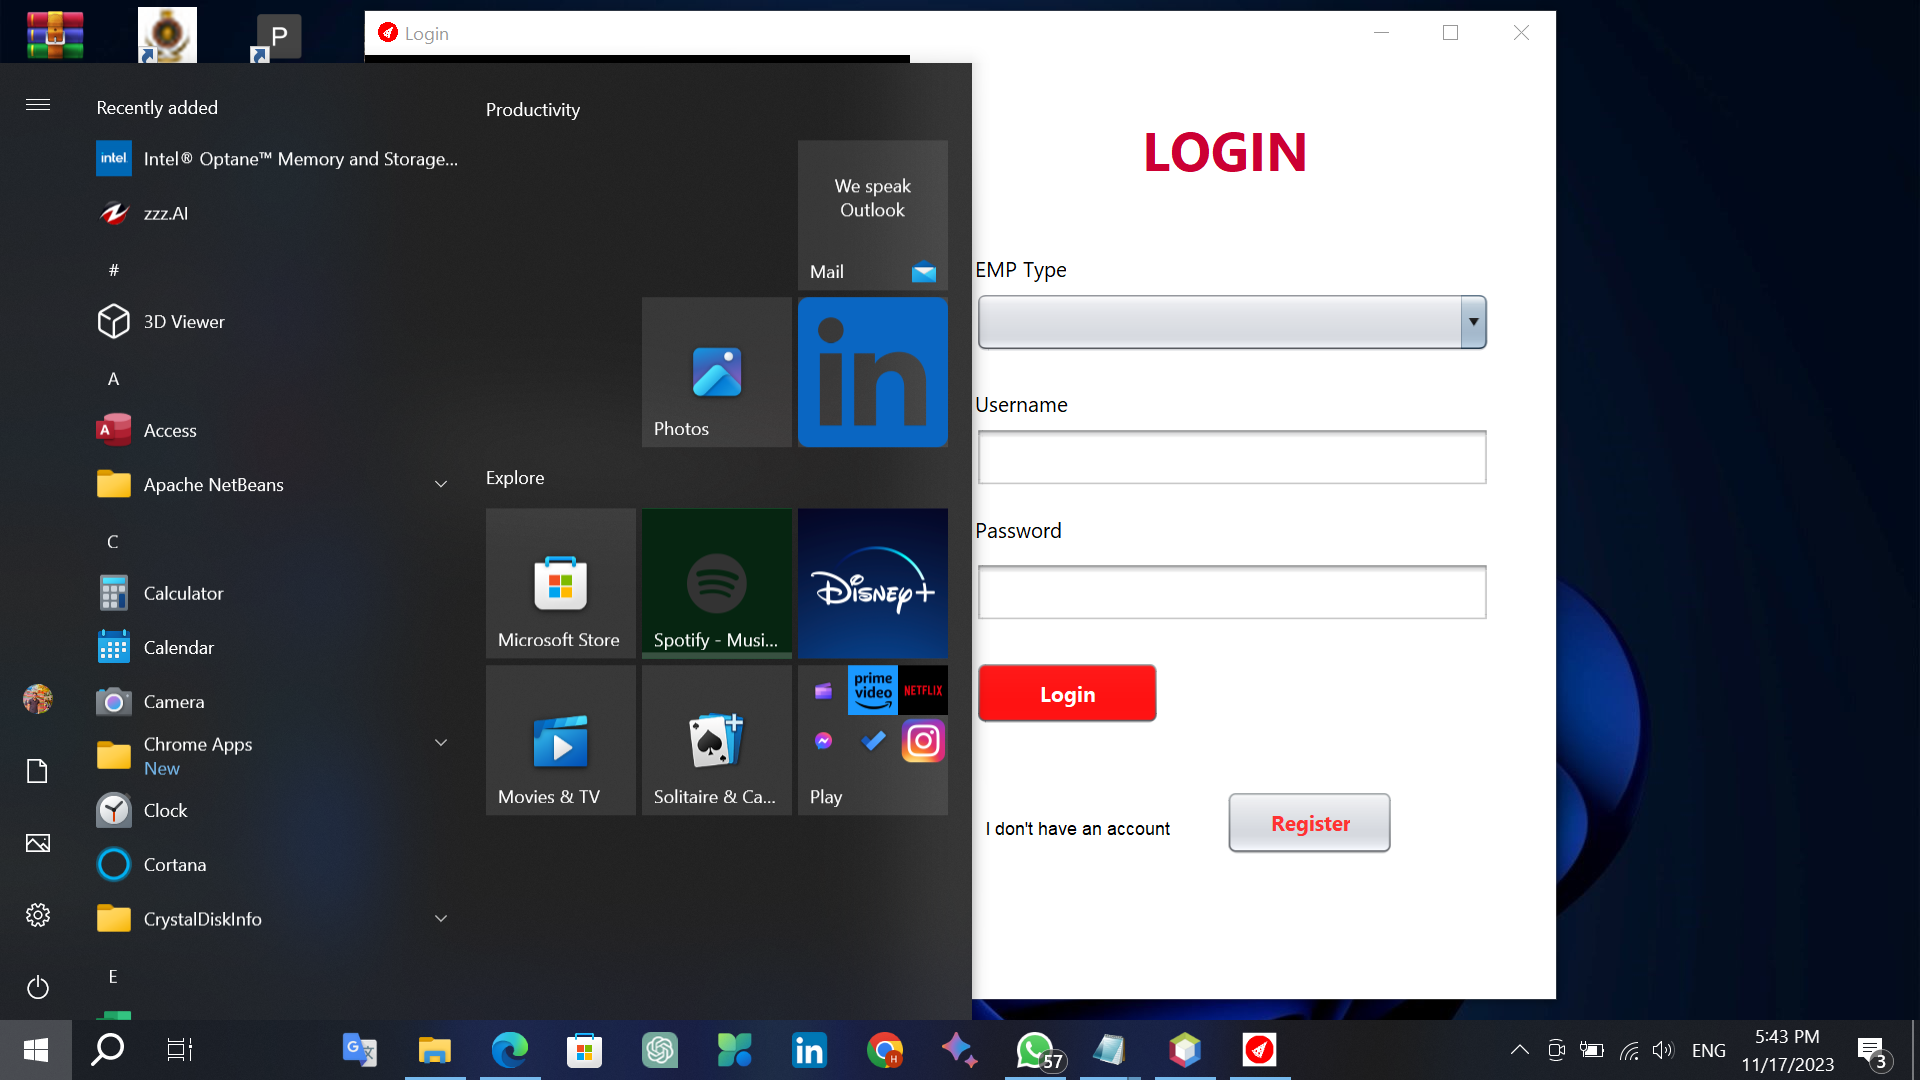 P
Login
Recently added
intel. Intel® Optane™ Memory and Storage...
zzz.AI
#
3D Viewer
A
A Access
Apache NetBeans
C
Calculator
Calendar
Camera
Chrome Apps
New
Clock
Cortana
CrystalDiskInfo
E
Productivity
We speak
Outlook
Mail
Photos
in
Explore
Microsoft Store
Spotify - Musi...
Disney+
Movies & TV
Solitaire & Ca...
prime
video
NETFLIX
Play
LOGIN
EMP Type
Username
Password
Login
I don't have an account
Register
G
in
H
57
ENG
5:43 PM
11/17/2023
3